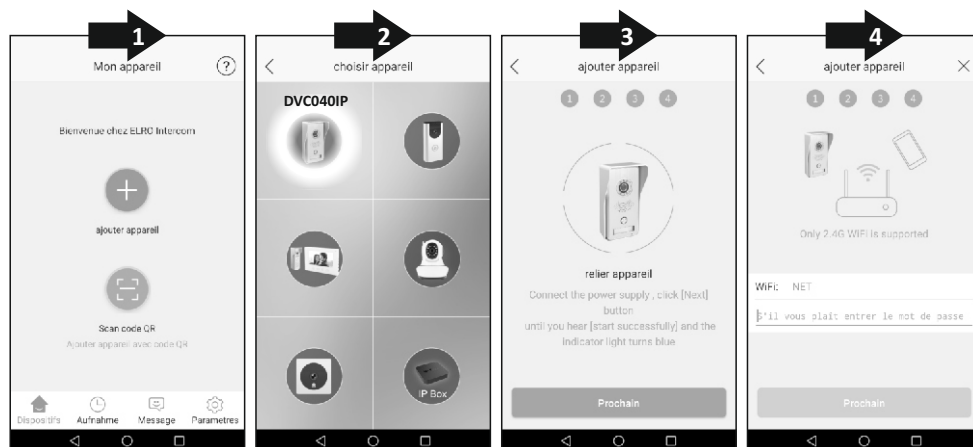 1
Mon appareil
?
Bienvenue chez ELRO Intercom
ajouter appareil
Scan code QR
Ajouter appareil avec code QR
Dispositifs Aufnahme Message Parametres
2
choisir appareil
DVC040IP
IP Box
3
ajouter appareil
1 2 3 4
relier appareil
Connect the power supply , click [Next]
button
until you hear [start successfully] and the
indicator light turns blue
Prochain
4
ajouter appareil
1 2 3 4
Only 2.4G WIFI is supported
WiFi: NET
S'il vous plaît entrer le mot de passe
Prochain